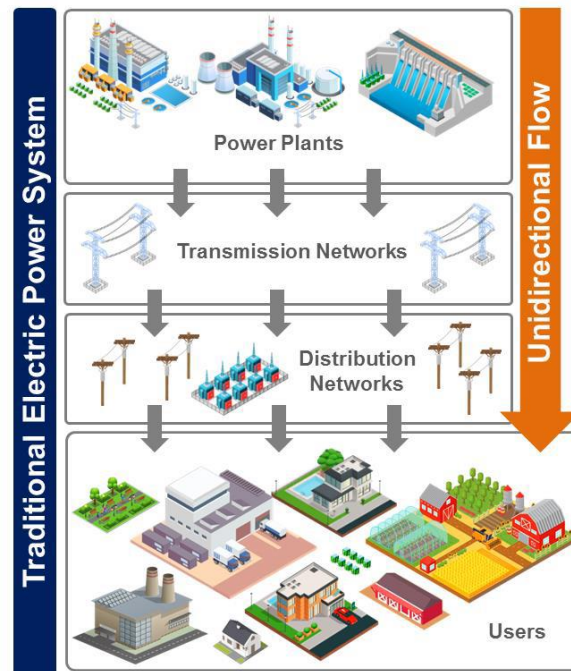 Traditional Electric Power System
Unidirectional Flow
Power Plants
Transmission Networks
Distribution
Networks
Users